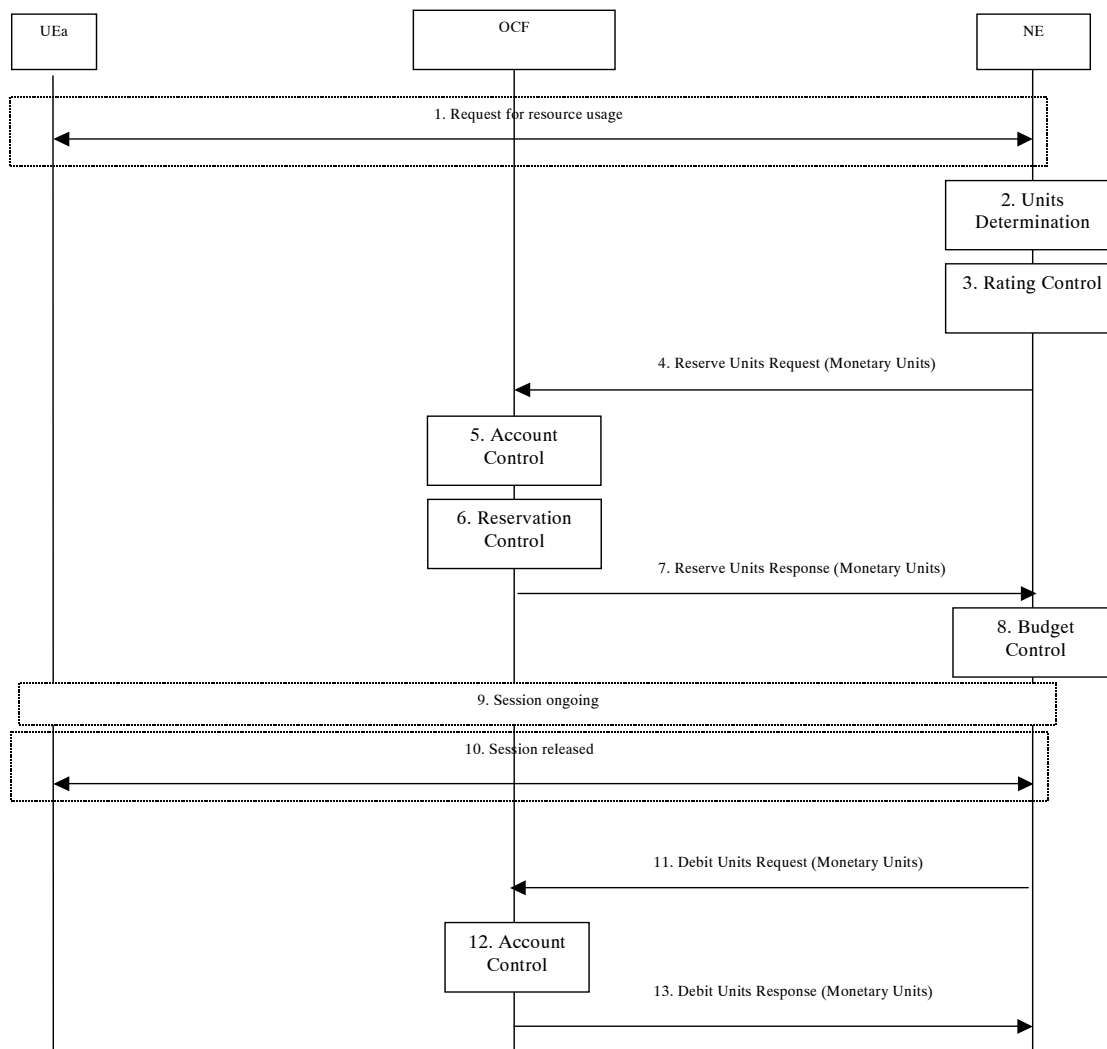 UEa
OCF
NE
1. Request for resource usage
2. Units
Determination
3. Rating Control
4. Reserve Units Request (Monetary Units)
5. Account
Control
6. Reservation
Control
7. Reserve Units Response (Monetary Units)
8. Budget
Control
9. Session ongoing
10. Session released
11. Debit Units Request (Monetary Units)
12. Account
Control
13. Debit Units Response (Monetary Units)